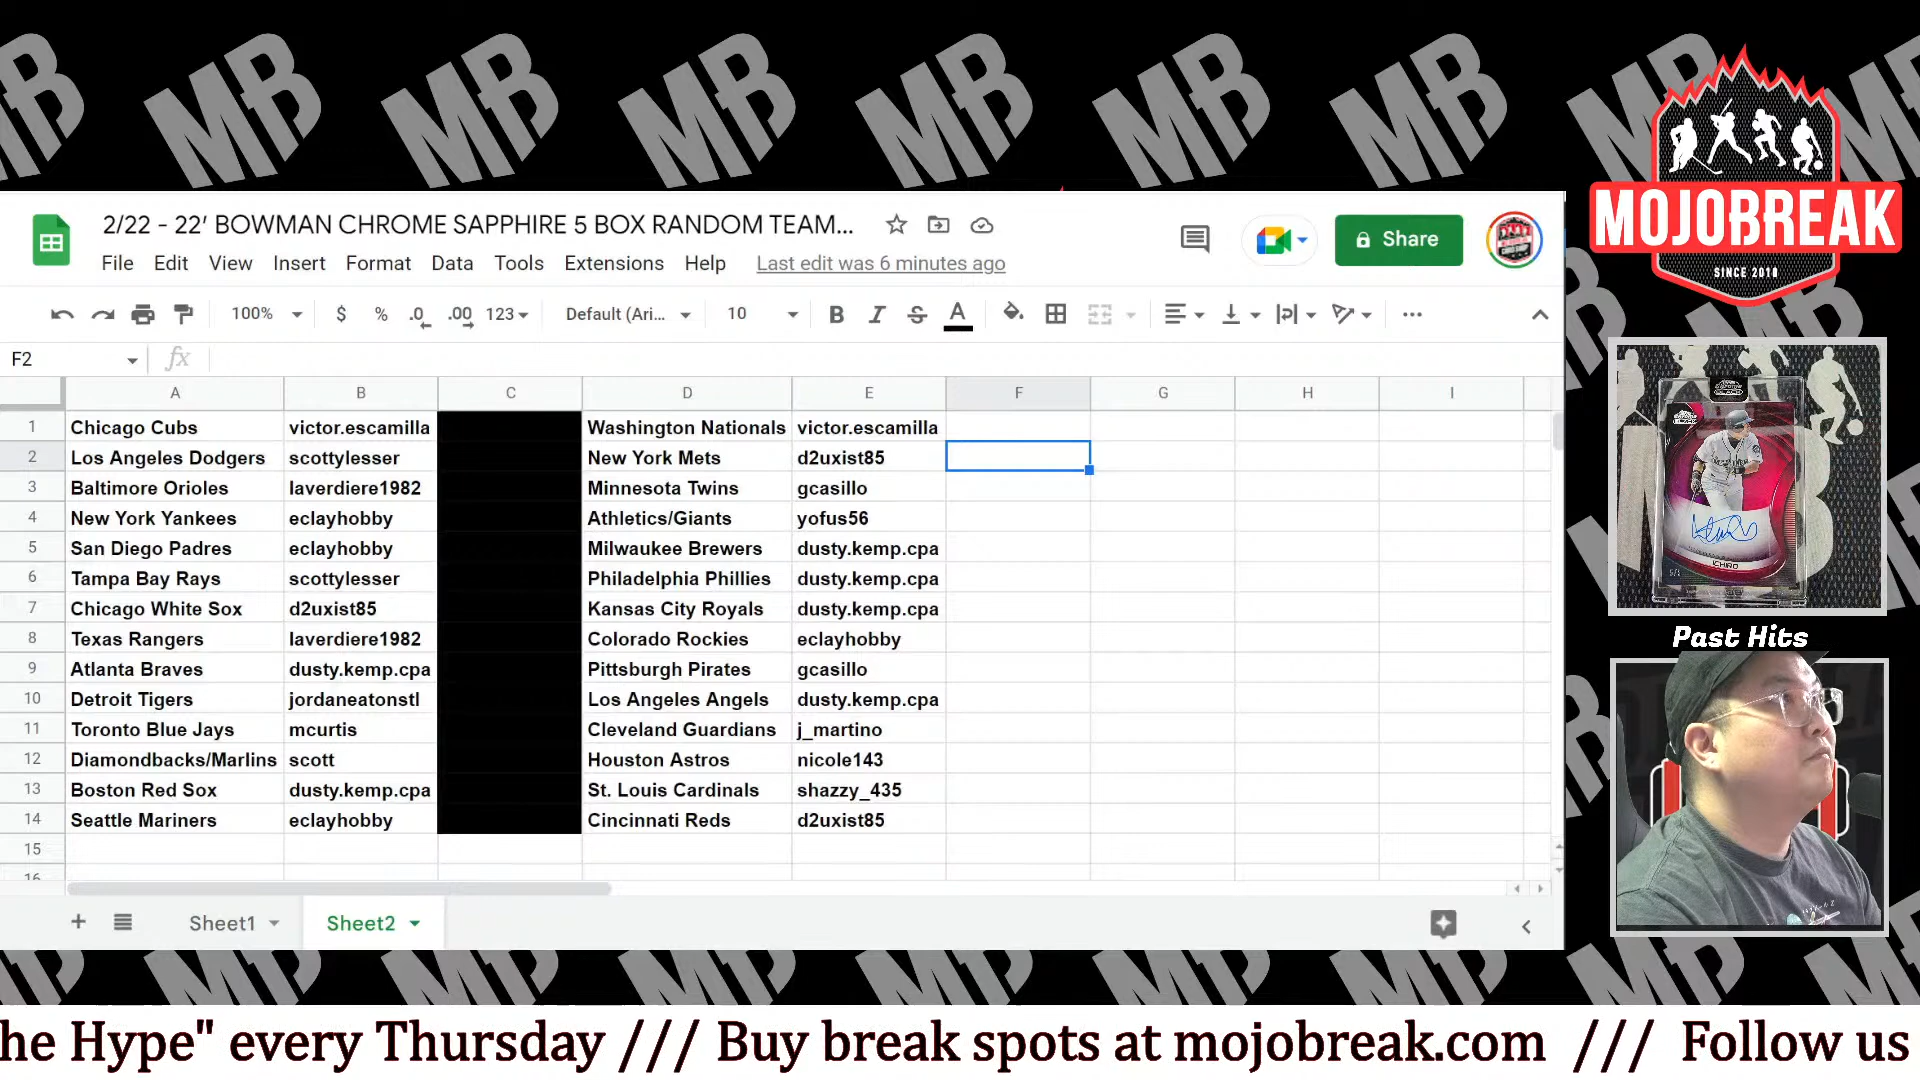 MOJOBREAK
SINCE 2010
2/22 - 22′ BOWMAN CHROME SAPPHIRE 5 BOX RANDOM TEAM...
Share
File Edit View Insert Format Data Tools Extensions Help Last edit was 6 minutes ago
100% $ % .0 .00 123 Default (Ari... 10 B I S A
F2 fx
A B C D E F G H I
1 Chicago Cubs victor.escamilla Washington Nationals victor.escamilla
2 Los Angeles Dodgers scottylesser New York Mets d2uxist85
3 Baltimore Orioles laverdiere1982 Minnesota Twins gcasillo
4 New York Yankees eclayhobby Athletics/Giants yofus56
5 San Diego Padres eclayhobby Milwaukee Brewers dusty.kemp.cpa
6 Tampa Bay Rays scottylesser Philadelphia Phillies dusty.kemp.cpa
7 Chicago White Sox d2uxist85 Kansas City Royals dusty.kemp.cpa
8 Texas Rangers laverdiere1982 Colorado Rockies eclayhobby
9 Atlanta Braves dusty.kemp.cpa Pittsburgh Pirates gcasillo
10 Detroit Tigers jordaneatonstl Los Angeles Angels dusty.kemp.cpa
11 Toronto Blue Jays mcurtis Cleveland Guardians j_martino
12 Diamondbacks/Marlins scott Houston Astros nicole143
13 Boston Red Sox dusty.kemp.cpa St. Louis Cardinals shazzy_435
14 Seattle Mariners eclayhobby Cincinnati Reds d2uxist85
15
16
Sheet1 Sheet2
ICHIRO
Past Hits
he Hype" every Thursday /// Buy break spots at mojobreak.com /// Follow us